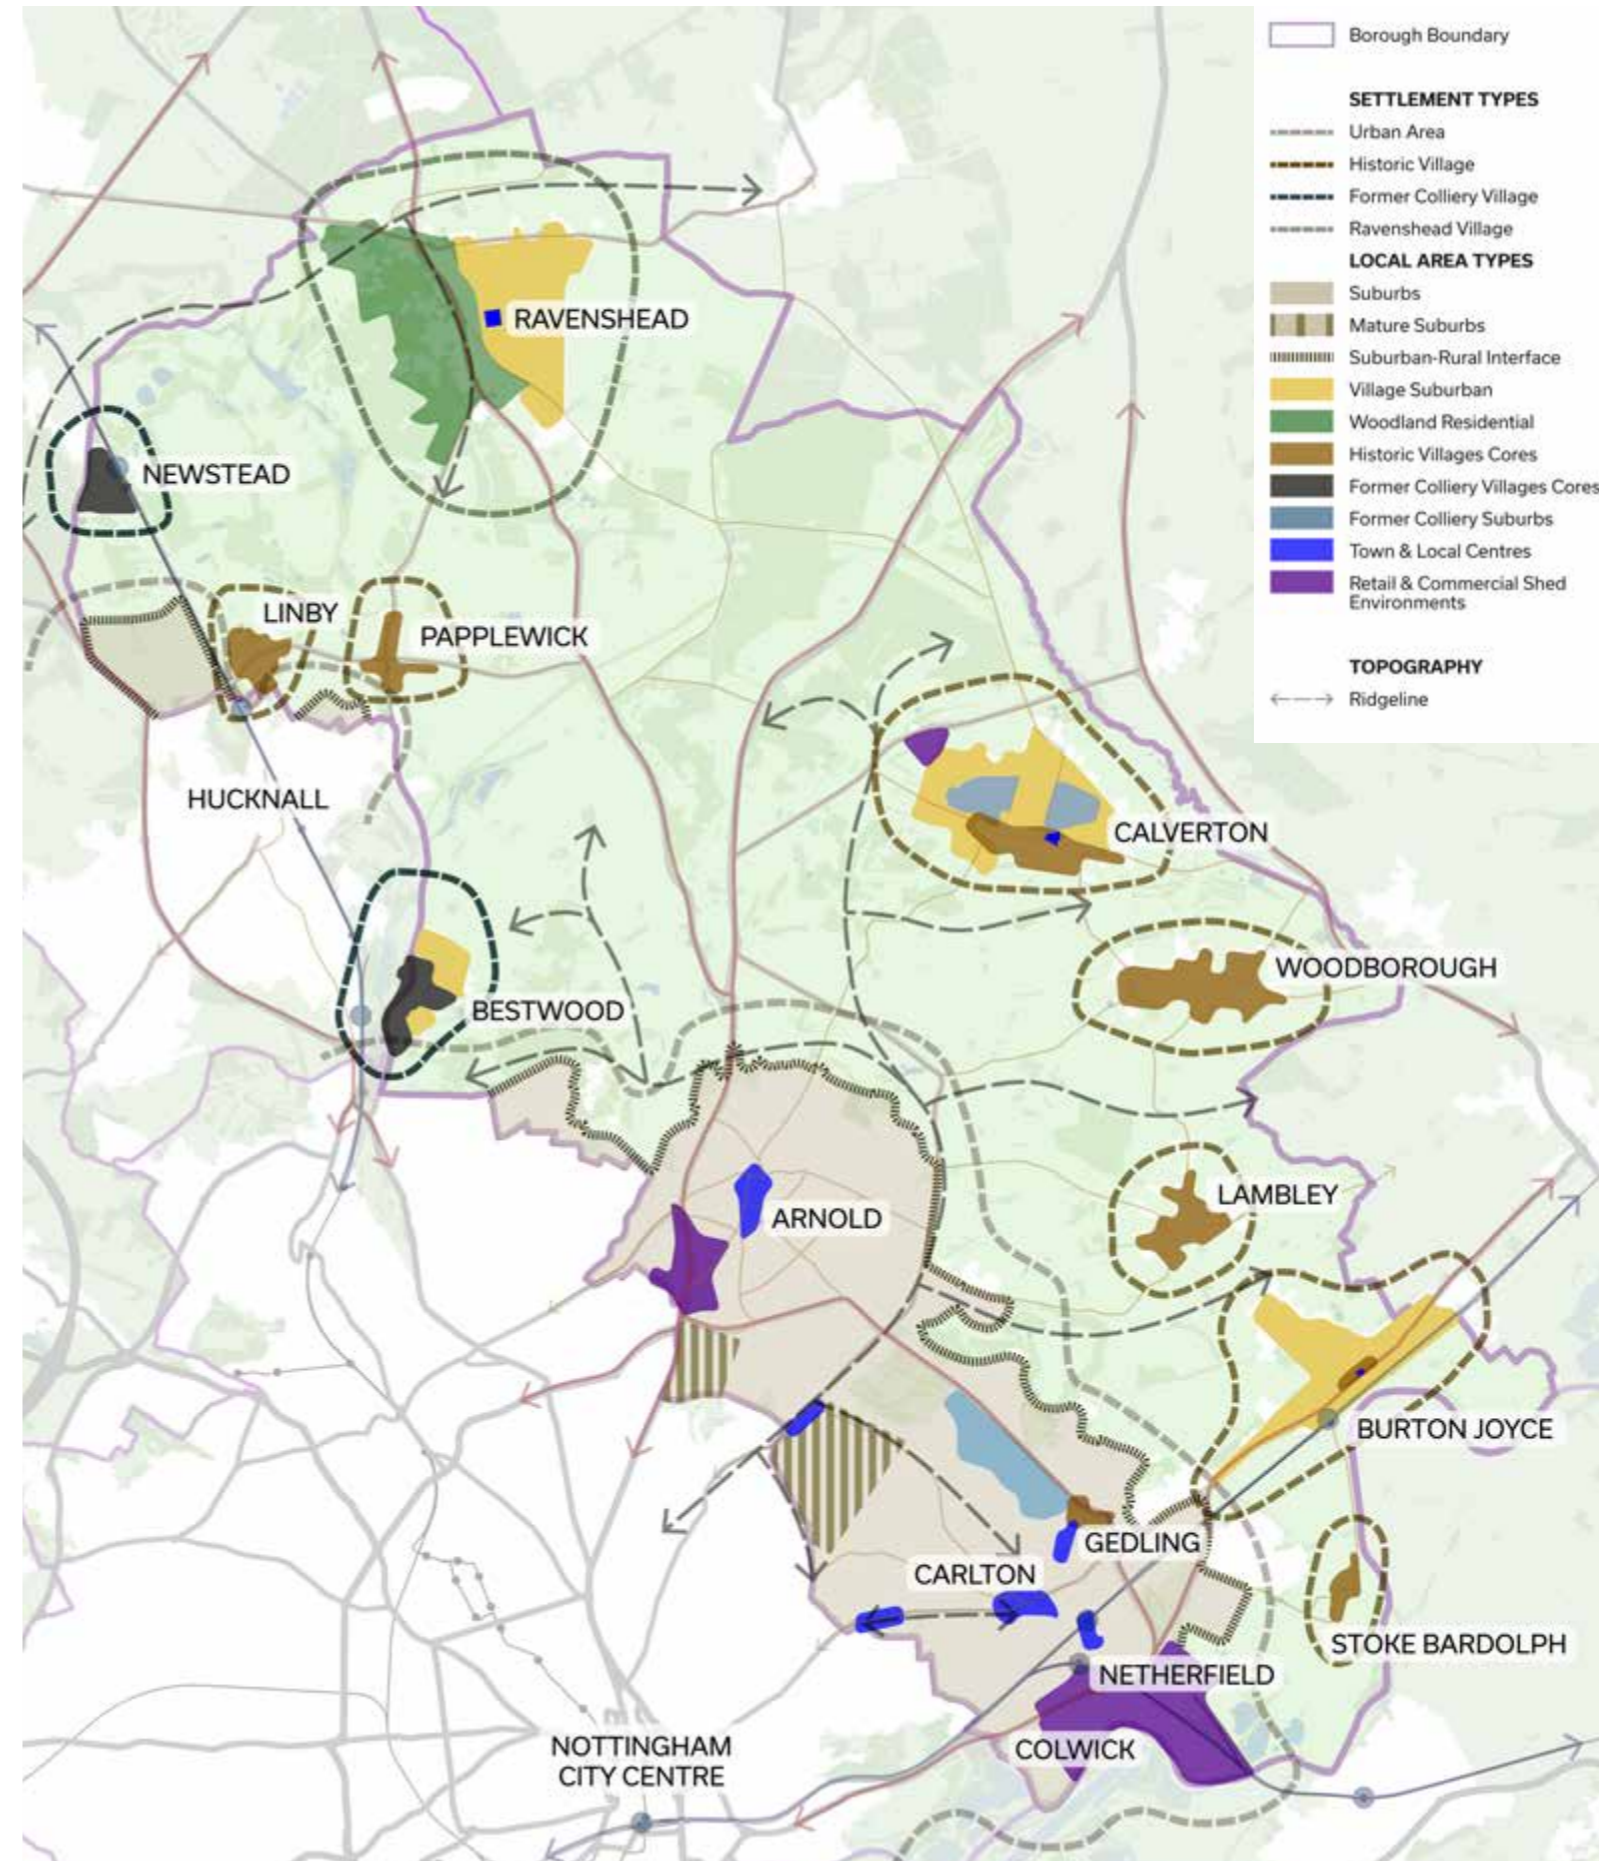 Borough Boundary
SETTLEMENT TYPES
Urban Area
Historic Village
Former Colliery Village
Ravenshead Village
LOCAL AREA TYPES
Suburbs
Mature Suburbs
Suburban-Rural Interface
Village Suburban
Woodland Residential
Historic Villages Cores
Former Colliery Villages Cores
Former Colliery Suburbs
Town & Local Centres
Retail & Commercial Shed
Environments
TOPOGRAPHY
Ridgeline
RAVENSHEAD
NEWSTEAD
LINBY
PAPPLEWICK
HUCKNALL
CALVERTON
WOODBOROUGH
BESTWOOD
LAMBLEY
ARNOLD
BURTON JOYCE
GEDLING
CARLTON
STOKE BARDOLPH
NETHERFIELD
COLWICK
NOTTINGHAM
CITY CENTRE